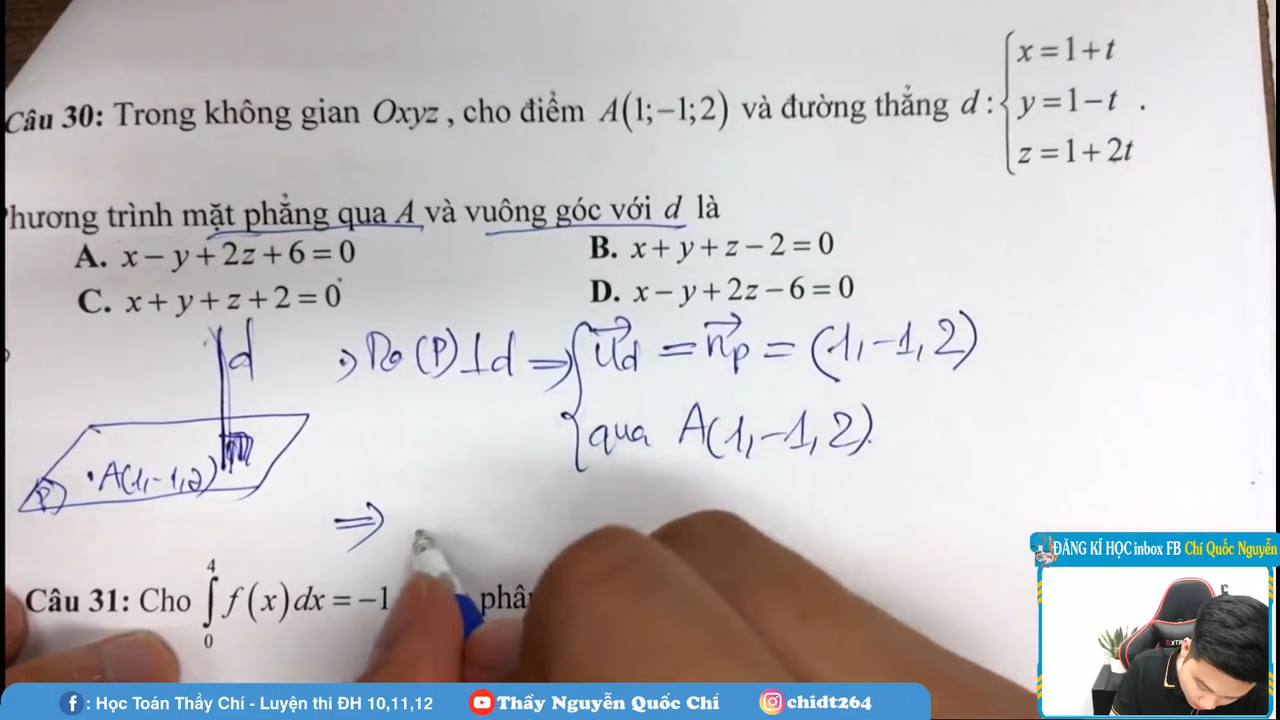 Câu 30: Trong không gian Oxyz, cho điểm A(1;−1;2) và đường thẳng d: { x = 1 + t
y = 1 − t .
z = 1 + 2t
hương trình mặt phẳng qua A và vuông góc với d là
A. x − y + 2z + 6 = 0 B. x + y + z − 2 = 0
C. x + y + z + 2 = 0 D. x − y + 2z − 6 = 0
d Do (P) ⊥ d ⇒ { u⃗d = n⃗p = (1, −1, 2)
qua A(1, −1, 2).
• A(1, −1, 2)
P)
⇒
Câu 31: Cho ∫₀⁴ f(x)dx = −1 phâ
ĐĂNG KÍ HỌC inbox FB Chí Quốc Nguyễn
f : Học Toán Thầy Chí - Luyện thi ĐH 10,11,12 Thầy Nguyễn Quốc Chí chidt264